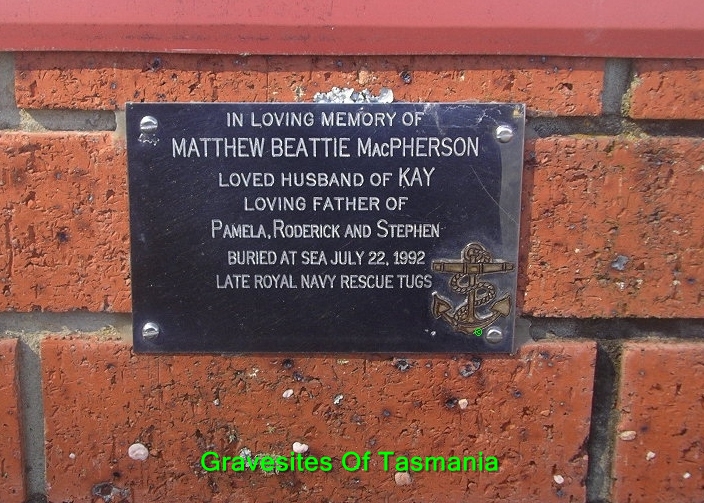 IN LOVING MEMORY OF
MATTHEW BEATTIE MACPHERSON
LOVED HUSBAND OF KAY
LOVING FATHER OF
PAMELA, RODERICK AND STEPHEN
BURIED AT SEA JULY 22, 1992
LATE ROYAL NAVY RESCUE TUGS
Gravesites Of Tasmania